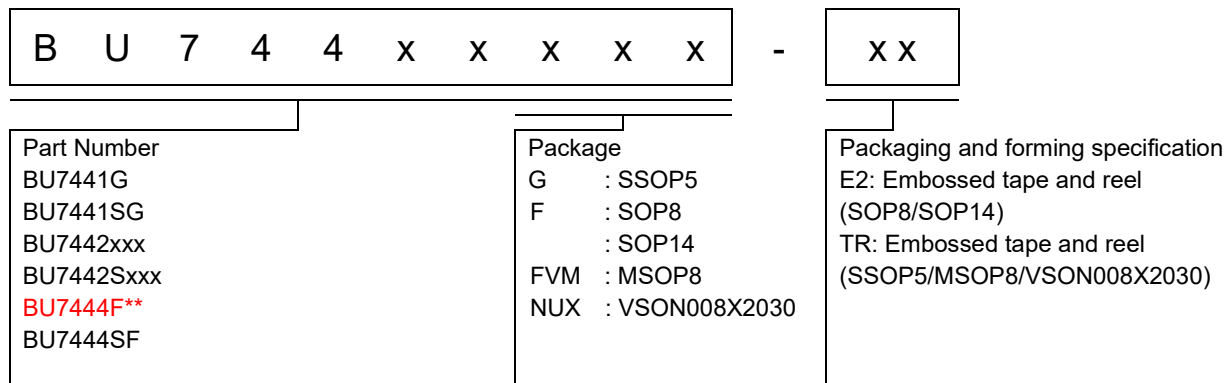 B U 7 4 4 x x x x x - x x
Part Number
BU7441G
BU7441SG
BU7442xxx
BU7442Sxxx
BU7444F**
BU7444SF
Package
G : SSOP5
F : SOP8
: SOP14
FVM : MSOP8
NUX : VSON008X2030
Packaging and forming specification
E2: Embossed tape and reel
(SOP8/SOP14)
TR: Embossed tape and reel
(SSOP5/MSOP8/VSON008X2030)